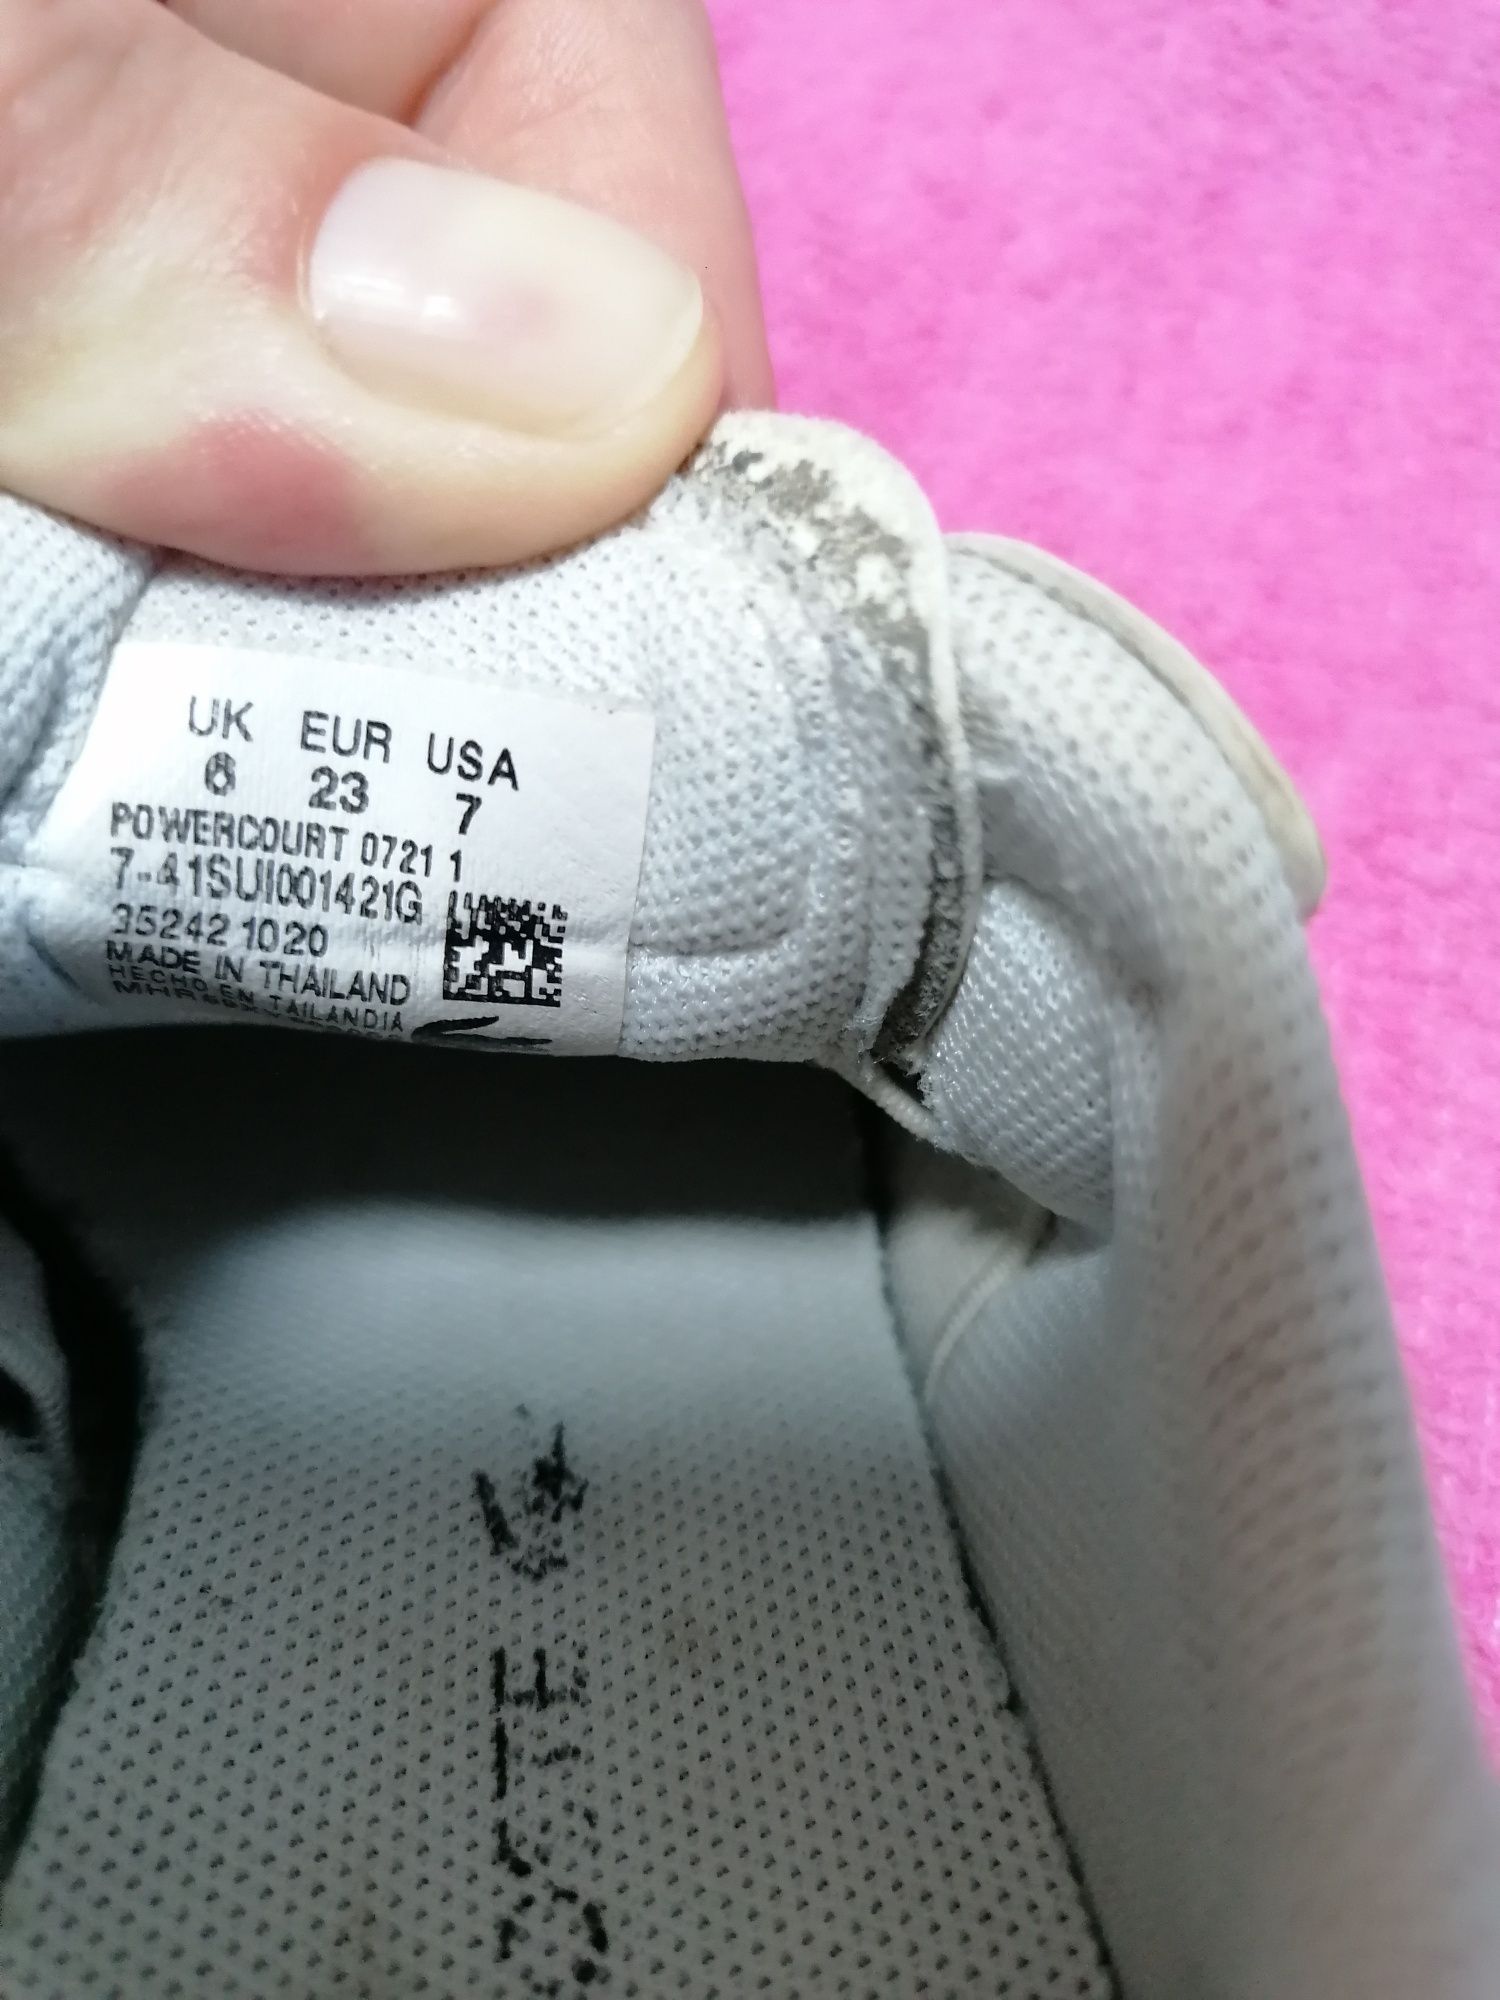 UK EUR USA
6 23 7
POWERCOURT 0721 1
7-41SUI001421G
35242 1020
MADE IN THAILAND
HECHO EN TAILANDIA